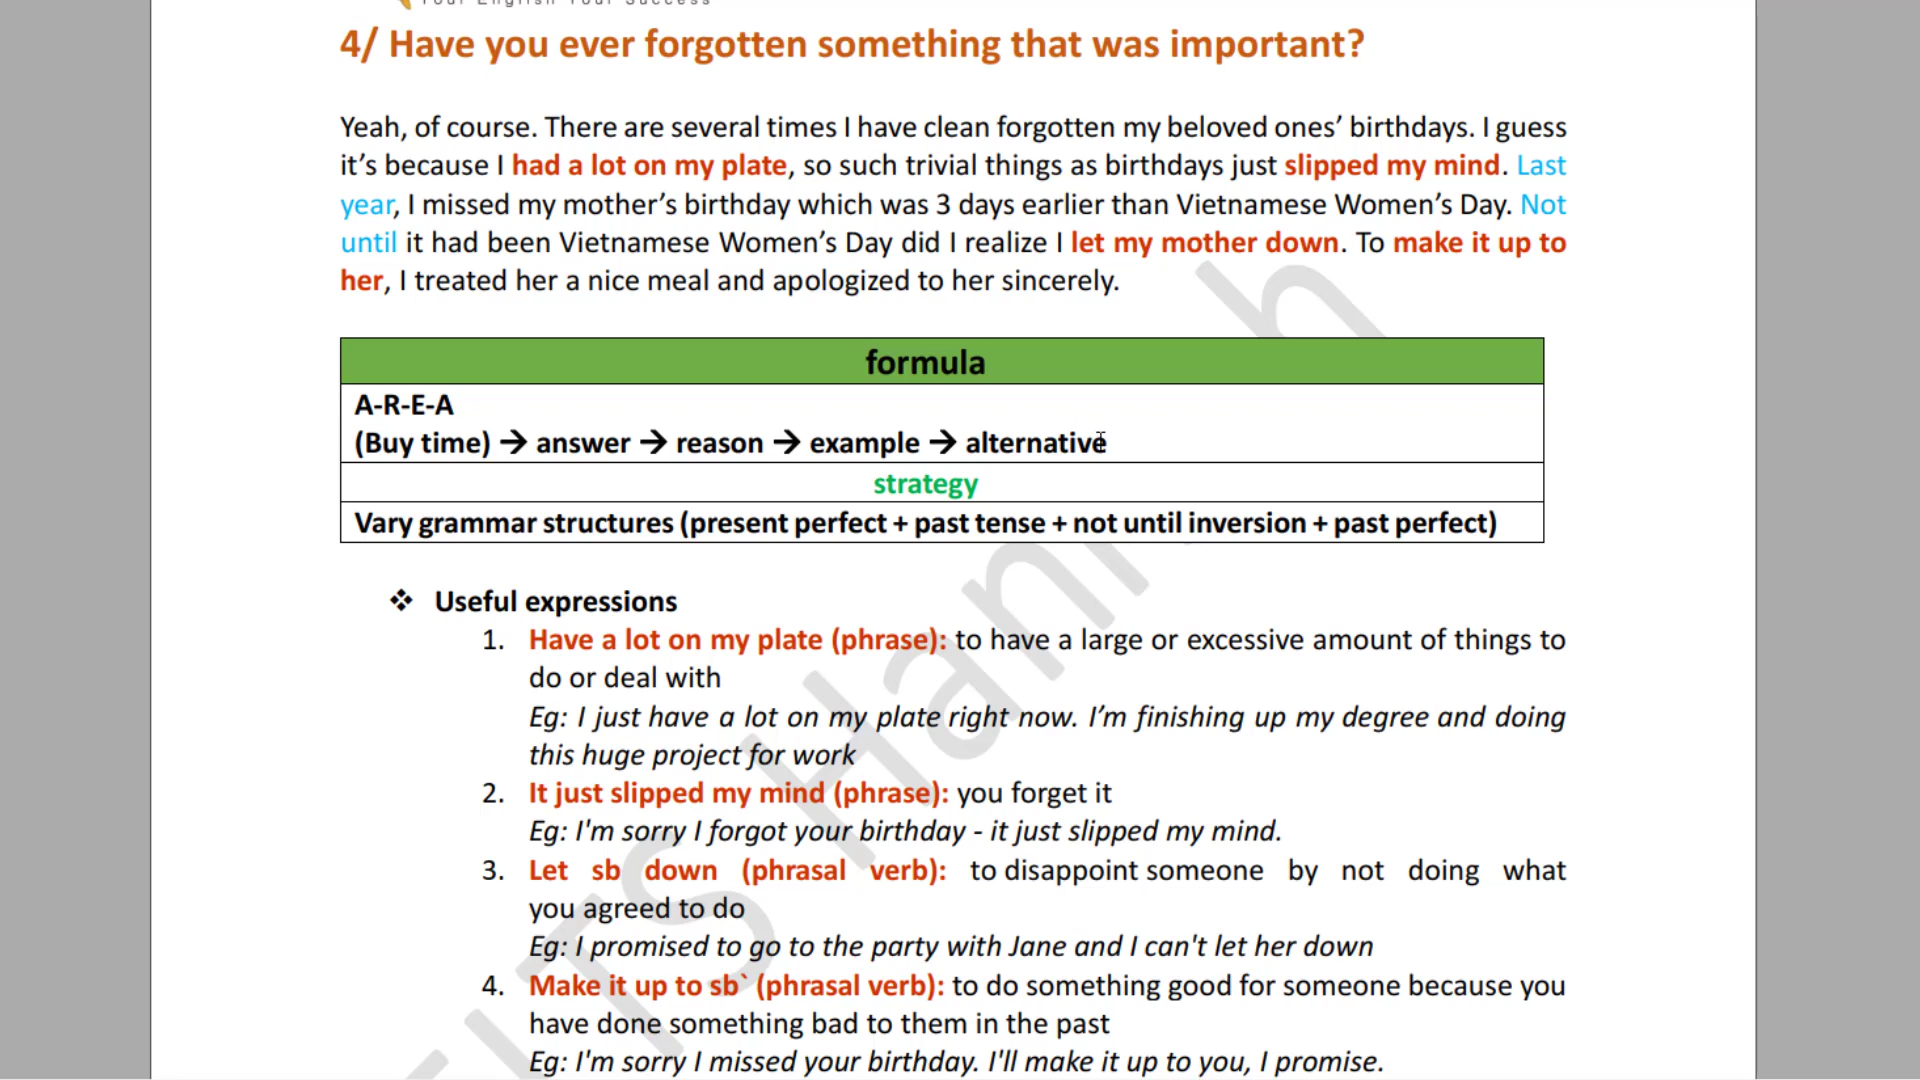 Your English Your Success
4/ Have you ever forgotten something that was important?
Yeah, of course. There are several times I have clean forgotten my beloved ones’ birthdays. I guess
it’s because I had a lot on my plate, so such trivial things as birthdays just slipped my mind. Last
year, I missed my mother’s birthday which was 3 days earlier than Vietnamese Women’s Day. Not
until it had been Vietnamese Women’s Day did I realize I let my mother down. To make it up to
her, I treated her a nice meal and apologized to her sincerely.
formula
A-R-E-A
(Buy time) → answer → reason → example → alternative
strategy
Vary grammar structures (present perfect + past tense + not until inversion + past perfect)
❖ Useful expressions
1. Have a lot on my plate (phrase): to have a large or excessive amount of things to
do or deal with
Eg: I just have a lot on my plate right now. I’m finishing up my degree and doing
this huge project for work
2. It just slipped my mind (phrase): you forget it
Eg: I'm sorry I forgot your birthday - it just slipped my mind.
3. Let sb down (phrasal verb): to disappoint someone by not doing what
you agreed to do
Eg: I promised to go to the party with Jane and I can't let her down
4. Make it up to sb` (phrasal verb): to do something good for someone because you
have done something bad to them in the past
Eg: I'm sorry I missed your birthday. I'll make it up to you, I promise.